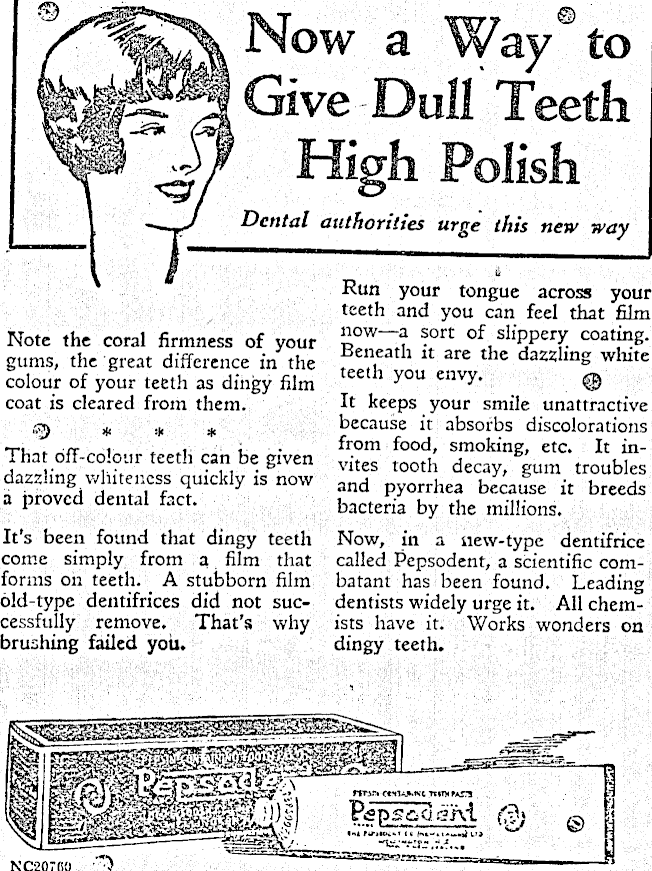 Now a Way to
Give Dull Teeth
High Polish
Dental authorities urge this new way
Note the coral firmness of your
gums, the great difference in the
colour of your teeth as dingy film
coat is cleared from them.
* * *
That off-colour teeth can be given
dazzling whiteness quickly is now
a proved dental fact.
It's been found that dingy teeth
come simply from a film that
forms on teeth. A stubborn film
old-type dentifrices did not suc-
cessfully remove. That's why
brushing failed you.
Run your tongue across your
teeth and you can feel that film
now—a sort of slippery coating.
Beneath it are the dazzling white
teeth you envy.
It keeps your smile unattractive
because it absorbs discolorations
from food, smoking, etc. It in-
vites tooth decay, gum troubles
and pyorrhea because it breeds
bacteria by the millions.
Now, in a new-type dentifrice
called Pepsodent, a scientific com-
batant has been found. Leading
dentists widely urge it. All chem-
ists have it. Works wonders on
dingy teeth.
Pepsodent
PEPSIN CONTAINING TOOTH PASTE
Pepsodent
NC20760